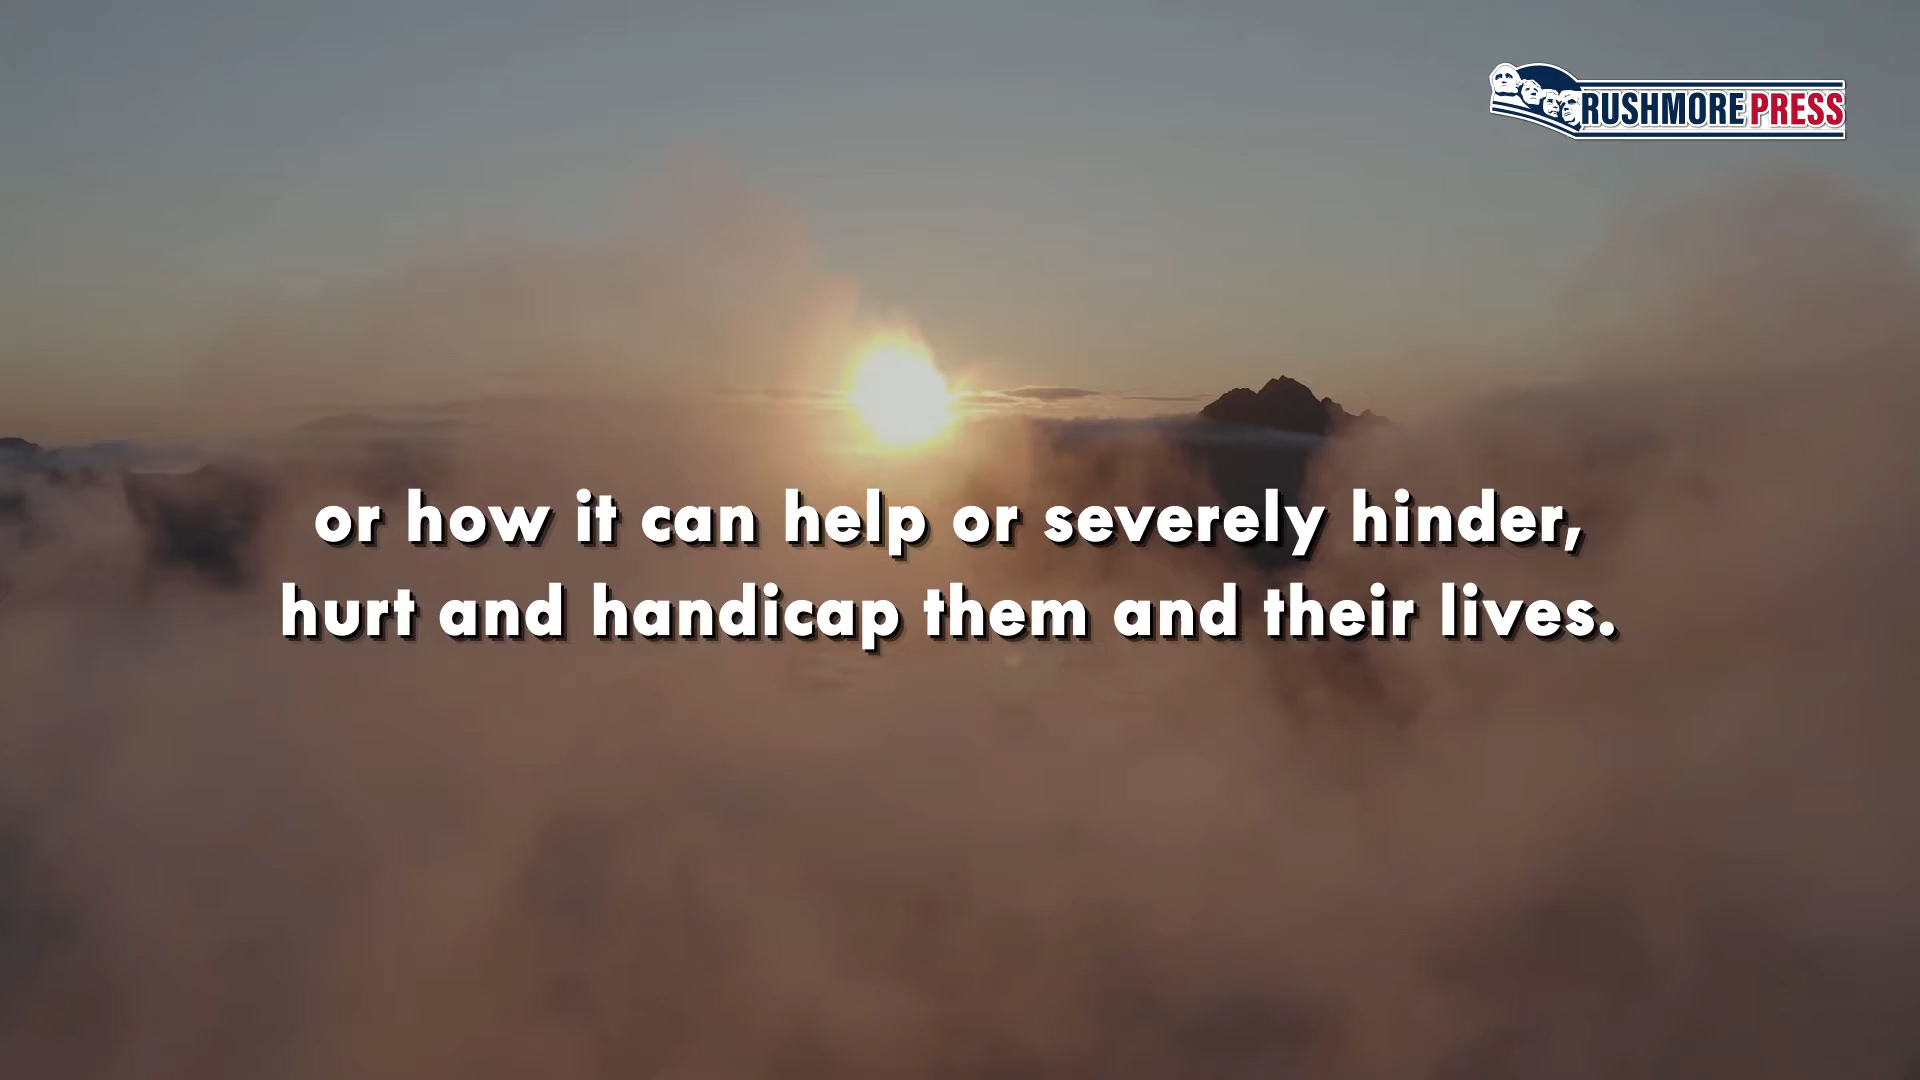 RUSHMORE PRESS
or how it can help or severely hinder,
hurt and handicap them and their lives.